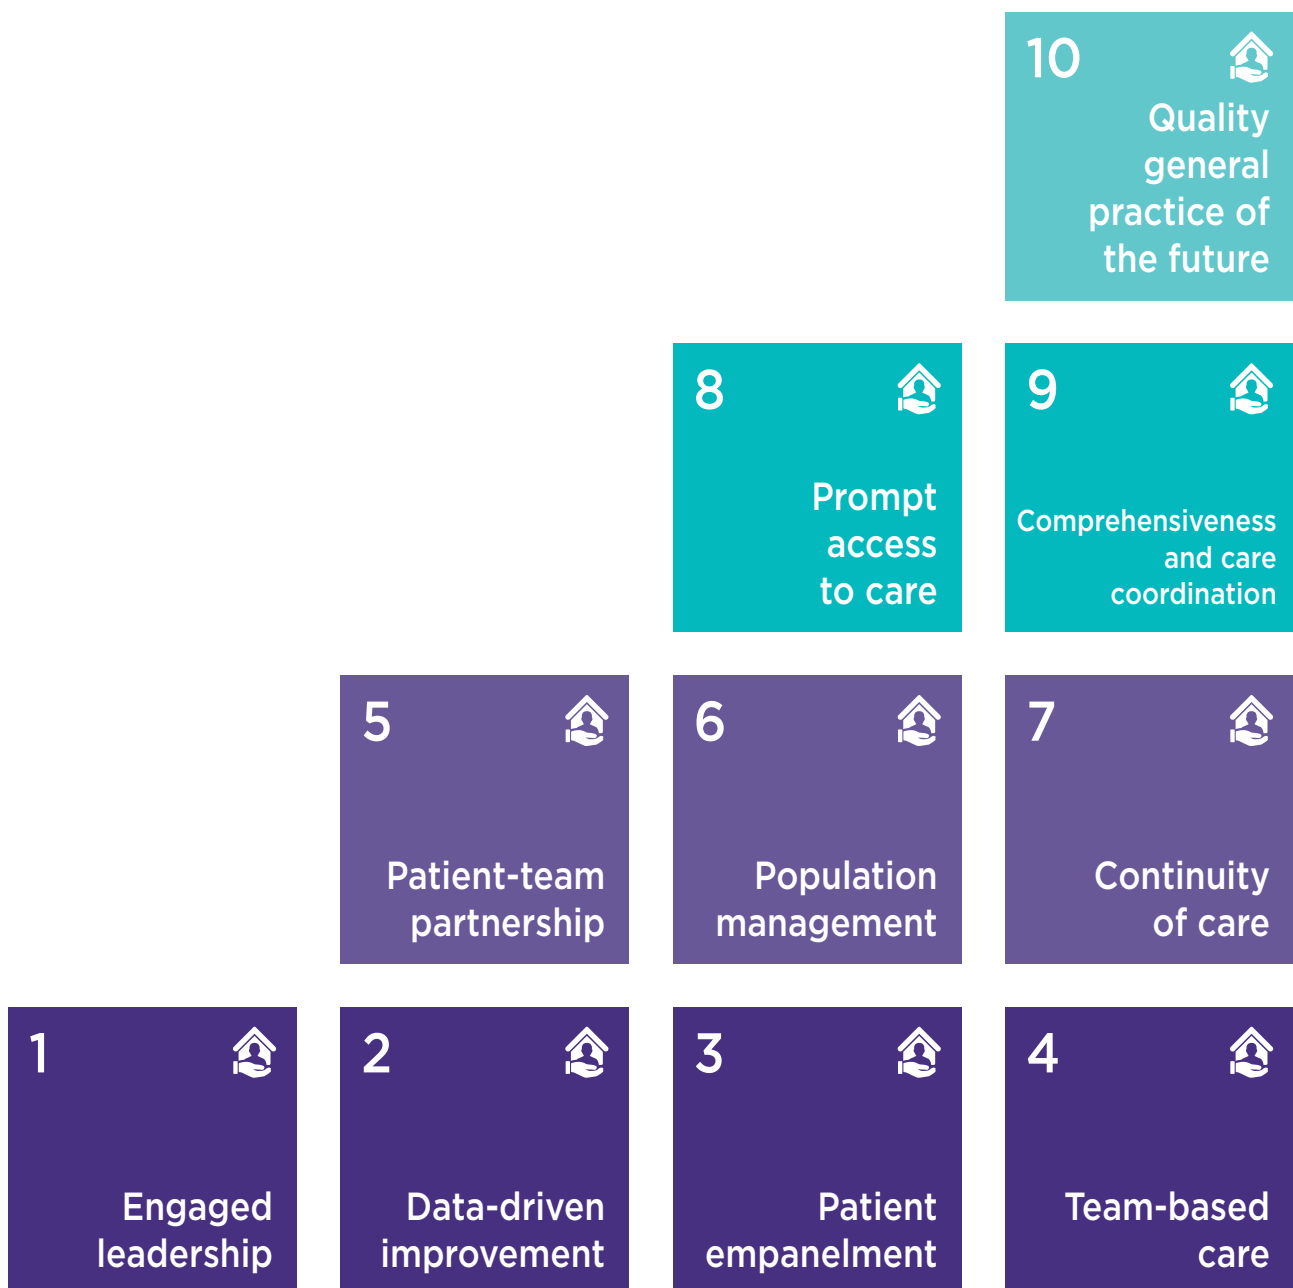 10
Quality
general
practice of
the future
8
Prompt
access
to care
9
Comprehensiveness
and care
coordination
5
Patient-team
partnership
6
Population
management
7
Continuity
of care
1
Engaged
leadership
2
Data-driven
improvement
3
Patient
empanelment
4
Team-based
care